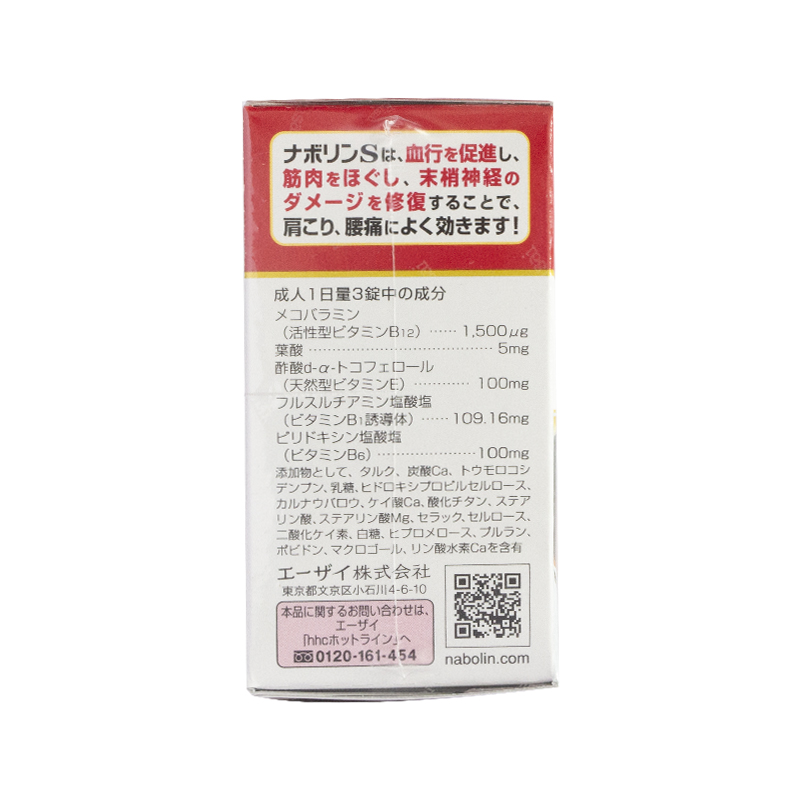 ナボリンSは、血行を促進し、
筋肉をほぐし、末梢神経の
ダメージを修復することで、
肩こり、腰痛によく効きます!
成人1日量3錠中の成分
メコバラミン
(活性型ビタミンB12)……1,500μg
葉酸……………………………5mg
酢酸d-α-トコフェロール
(天然型ビタミンE)…………100mg
フルスルチアミン塩酸塩
(ビタミンB1誘導体)……109.16mg
ピリドキシン塩酸塩
(ビタミンB6)…………………100mg
添加物として、タルク、炭酸Ca、トウモロコシ
デンプン、乳糖、ヒドロキシプロピルセルロース、
カルナウバロウ、ケイ酸Ca、酸化チタン、ステア
リン酸、ステアリン酸Mg、セラック、セルロース、
二酸化ケイ素、白糖、ヒプロメロース、プルラン、
ポビドン、マクロゴール、リン酸水素Caを含有
エーザイ株式会社
東京都文京区小石川4-6-10
本品に関するお問い合わせは、
エーザイ
「hhcホットライン」へ
0120-161-454
nabolin.com